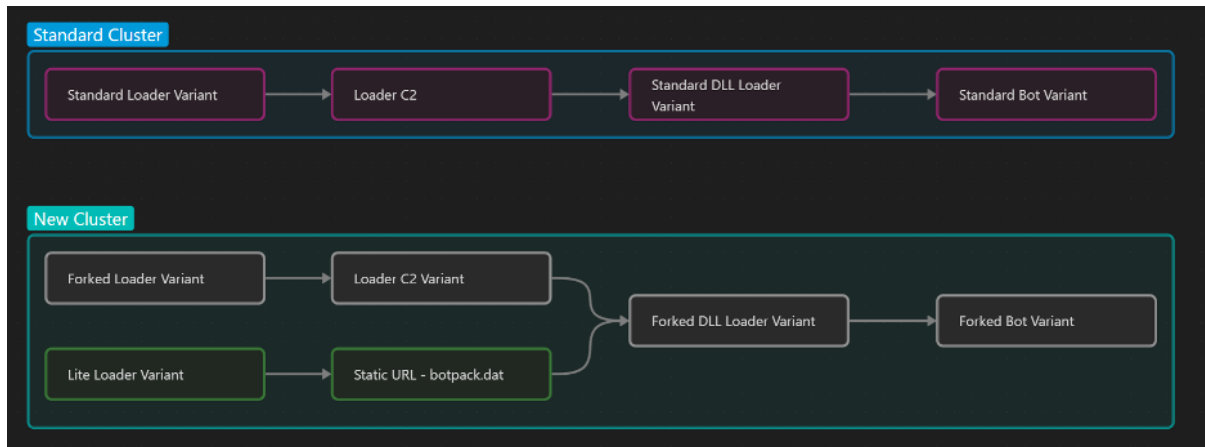 Standard Cluster
Standard Loader Variant
Loader C2
Standard DLL Loader
Variant
Standard Bot Variant
New Cluster
Forked Loader Variant
Loader C2 Variant
Forked DLL Loader Variant
Forked Bot Variant
Lite Loader Variant
Static URL - botpack.dat